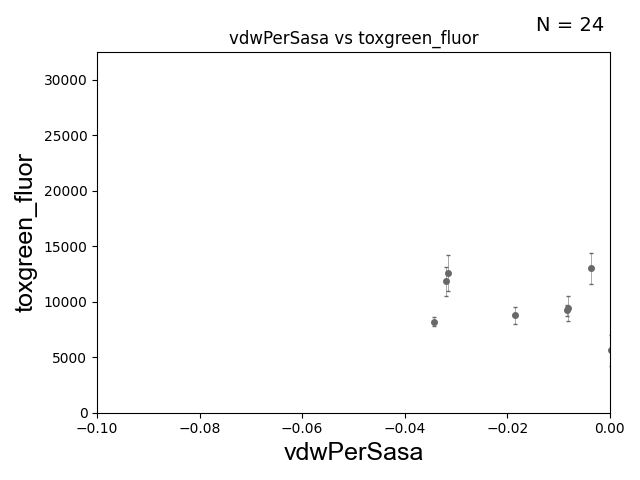 N = 24
vdwPerSasa vs toxgreen_fluor
30000
25000
20000
15000
10000
5000
0
toxgreen_fluor
−0.10 −0.08 −0.06 −0.04 −0.02 0.00
vdwPerSasa